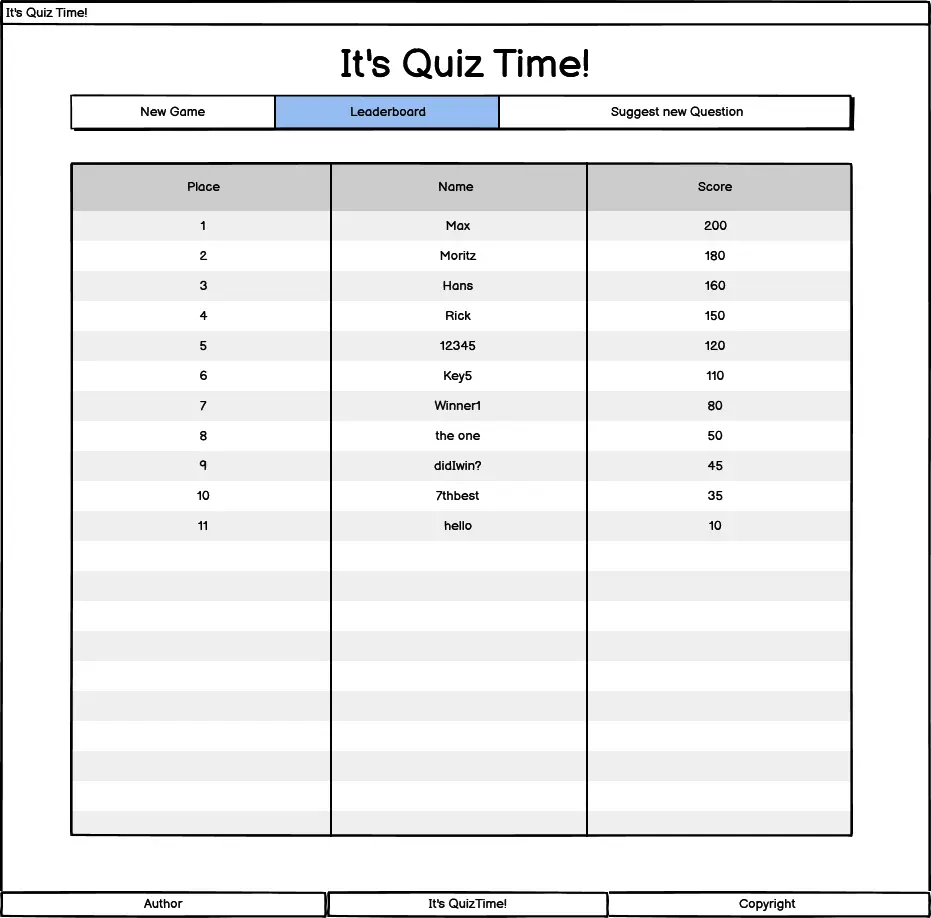 It's Quiz Time!
It's Quiz Time!
New Game Leaderboard Suggest new Question
Place Name Score
1 Max 200
2 Moritz 180
3 Hans 160
4 Rick 150
5 12345 120
6 Key5 110
7 Winner1 80
8 the one 50
9 didIwin? 45
10 7thbest 35
11 hello 10
Author It's QuizTime! Copyright